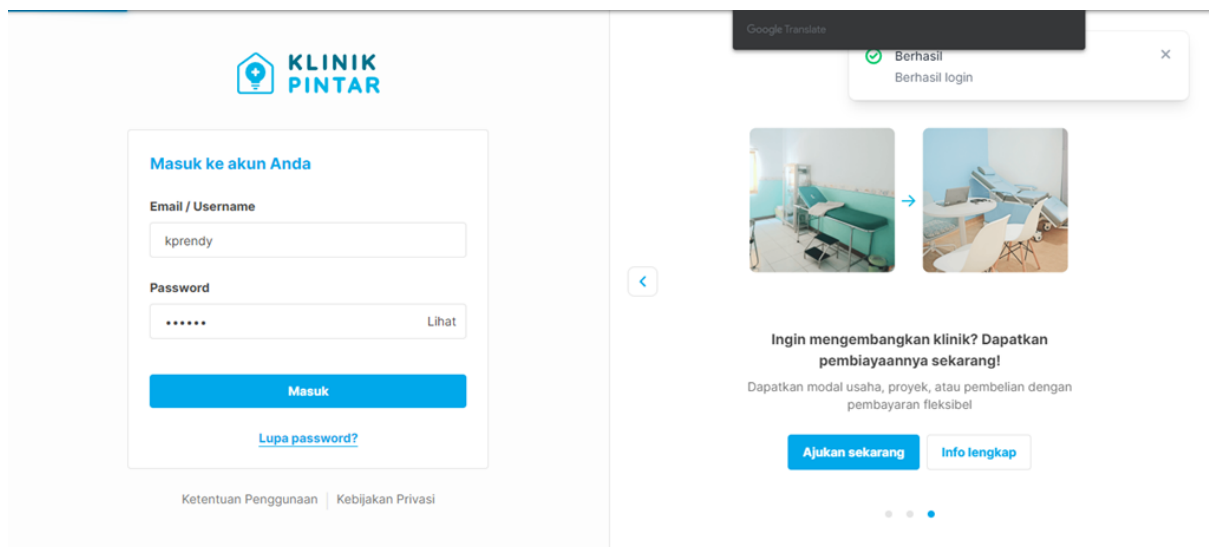 KLINIK
PINTAR
Masuk ke akun Anda
Email / Username
kprendy
Password
•••••• Lihat
Masuk
Lupa password?
Ketentuan Penggunaan | Kebijakan Privasi
Google Translate
Berhasil
Berhasil login
Ingin mengembangkan klinik? Dapatkan
pembiayaannya sekarang!
Dapatkan modal usaha, proyek, atau pembelian dengan
pembayaran fleksibel
Ajukan sekarang Info lengkap